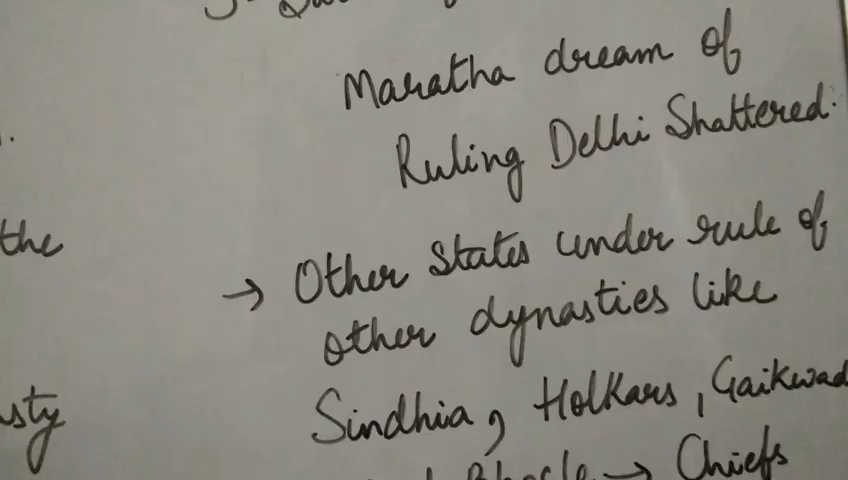 Maratha dream of
Ruling Delhi Shattered.
the
→ Other States under rule of
other dynasties like
Sindhia, Holkars, Gaikwad
Chiefs